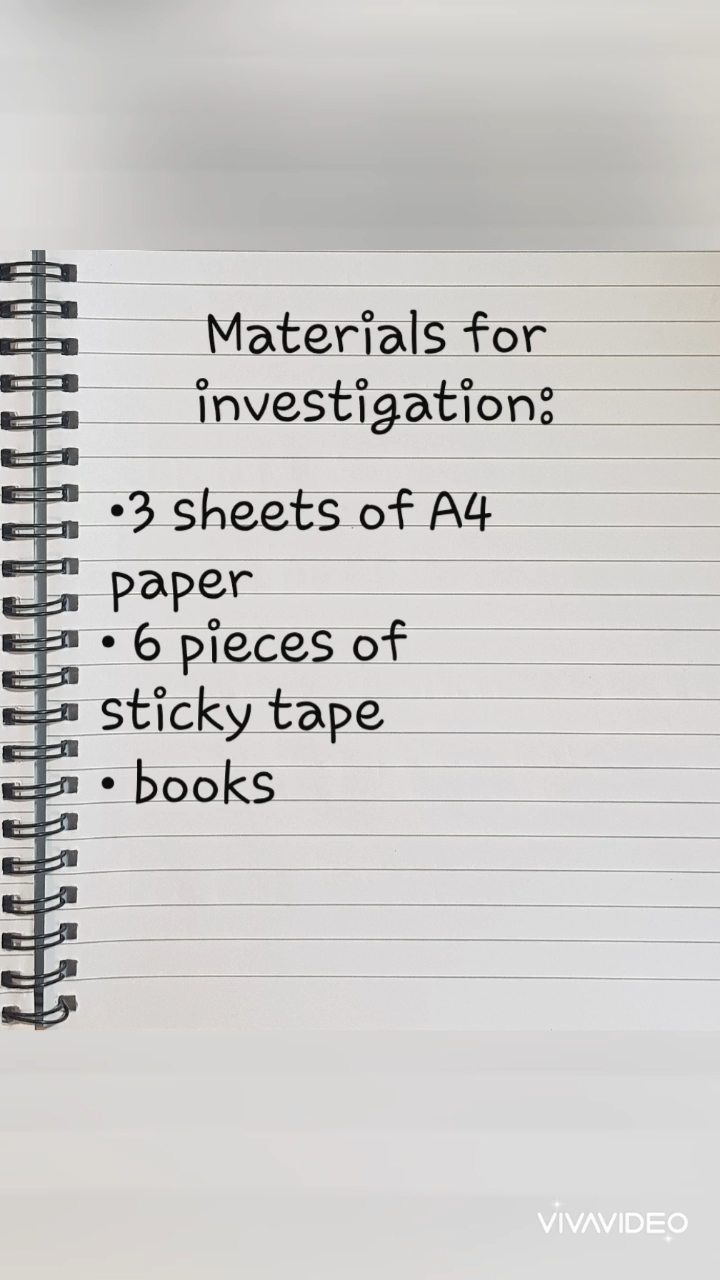 Materials for
investigation:
•3 sheets of A4
paper
• 6 pieces of
sticky tape
• books
VIVAVIDEO